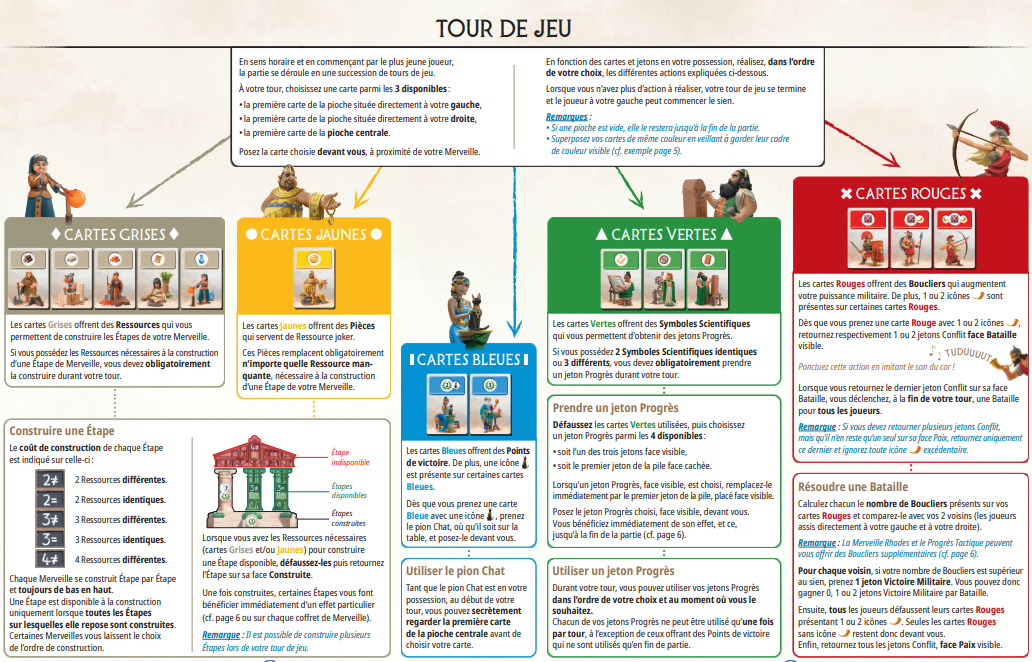 TOUR DE JEU
En sens horaire et en commençant par le plus jeune joueur,
la partie se déroule en une succession de tours de jeu.
À votre tour, choisissez une carte parmi les 3 disponibles :
• la première carte de la pioche située directement à votre gauche,
• la première carte de la pioche située directement à votre droite,
• la première carte de la pioche centrale.
Posez la carte choisie devant vous, à proximité de votre Merveille.
En fonction des cartes et jetons en votre possession, réalisez, dans l'ordre
de votre choix, les différentes actions expliquées ci-dessous.
Lorsque vous n'avez plus d'action à réaliser, votre tour de jeu se termine
et le joueur à votre gauche peut commencer le sien.
Remarques :
• Si une pioche est vide, elle le restera jusqu'à la fin de la partie.
• Superposez vos cartes de même couleur en veillant à garder leur cadre
de couleur visible (cf. exemple page 5).
CARTES GRISES
Les cartes Grises offrent des Ressources qui vous
permettent de construire les Étapes de votre Merveille.
Si vous possédez les Ressources nécessaires à la construction
d'une Étape de Merveille, vous devez obligatoirement
la construire durant votre tour.
Construire une Étape
Le coût de construction de chaque Étape
est indiqué sur celle-ci :
2≠ 2 Ressources différentes.
2= 2 Ressources identiques.
3≠ 3 Ressources différentes.
3= 3 Ressources identiques.
4≠ 4 Ressources différentes.
Chaque Merveille se construit Étape par Étape
et toujours de bas en haut.
Une Étape est disponible à la construction
uniquement lorsque toutes les Étapes
sur lesquelles elle repose sont construites.
Certaines Merveilles vous laissent le choix
de l'ordre de construction.
Étape
indisponible
Étapes
disponibles
Étapes
construites
Lorsque vous avez les Ressources nécessaires
(cartes Grises et/ou Jaunes) pour construire
une Étape disponible, défaussez-les puis retournez
l'Étape sur sa face Construite.
Une fois construites, certaines Étapes vous font
bénéficier immédiatement d'un effet particulier
(cf. page 6 ou sur chaque coffret de Merveille).
Remarque : Il est possible de construire plusieurs
Étapes lors de votre tour de jeu.
CARTES JAUNES
Les cartes Jaunes offrent des Pièces
qui servent de Ressource joker.
Ces Pièces remplacent obligatoirement
n'importe quelle Ressource man-
quante, nécessaire à la construction
d'une Étape de votre Merveille.
CARTES BLEUES
Les cartes Bleues offrent des Points
de victoire. De plus, une icône
est présente sur certaines cartes
Bleues.
Dès que vous prenez une carte
Bleue avec une icône , prenez
le pion Chat, où qu'il soit sur la
table, et posez-le devant vous.
Utiliser le pion Chat
Tant que le pion Chat est en votre
possession, au début de votre
tour, vous pouvez secrètement
regarder la première carte
de la pioche centrale avant de
choisir votre carte.
CARTES VERTES
Les cartes Vertes offrent des Symboles Scientifiques
qui vous permettent d'obtenir des jetons Progrès.
Si vous possédez 2 Symboles Scientifiques identiques
ou 3 différents, vous devez obligatoirement prendre
un jeton Progrès durant votre tour.
Prendre un jeton Progrès
Défaussez les cartes Vertes utilisées, puis choisissez
un jeton Progrès parmi les 4 disponibles :
• soit l'un des trois jetons face visible,
• soit le premier jeton de la pile face cachée.
Lorsqu'un jeton Progrès, face visible, est choisi, remplacez-le
immédiatement par le premier jeton de la pile, placé face visible.
Posez le jeton Progrès choisi, face visible, devant vous.
Vous bénéficiez immédiatement de son effet, et ce,
jusqu'à la fin de la partie (cf. page 6).
Utiliser un jeton Progrès
Durant votre tour, vous pouvez utiliser vos jetons Progrès
dans l'ordre de votre choix et au moment où vous le
souhaitez.
Chacun de vos jetons Progrès ne peut être utilisé qu'une fois
par tour, à l'exception de ceux offrant des Points de victoire
qui ne sont utilisés qu'en fin de partie.
CARTES ROUGES
Les cartes Rouges offrent des Boucliers qui augmentent
votre puissance militaire. De plus, 1 ou 2 icônes sont
présentes sur certaines cartes Rouges.
Dès que vous prenez une carte Rouge avec 1 ou 2 icônes ,
retournez respectivement 1 ou 2 jetons Conflit face Bataille
visible.
TUDUUUUT
Ponctuez cette action en imitant le son du cor !
Lorsque vous retournez le dernier jeton Conflit sur sa face
Bataille, vous déclenchez, à la fin de votre tour, une Bataille
pour tous les joueurs.
Remarque : Si vous devez retourner plusieurs jetons Conflit,
mais qu'il n'en reste qu'un seul sur sa face Paix, retournez uniquement
ce dernier et ignorez toute icône excédentaire.
Résoudre une Bataille
Calculez chacun le nombre de Boucliers présents sur vos
cartes Rouges et comparez-le avec vos 2 voisins (les joueurs
assis directement à votre gauche et à votre droite).
Remarque : La Merveille Rhodes et le Progrès Tactique peuvent
vous offrir des Boucliers supplémentaires (cf. page 6).
Pour chaque voisin, si votre nombre de Boucliers est supérieur
au sien, prenez 1 jeton Victoire Militaire. Vous pouvez donc
gagner 0, 1 ou 2 jetons Victoire Militaire par Bataille.
Ensuite, tous les joueurs défaussent leurs cartes Rouges
présentant 1 ou 2 icônes . Seules les cartes Rouges
sans icône restent donc devant vous.
Enfin, retournez tous les jetons Conflit, face Paix visible.